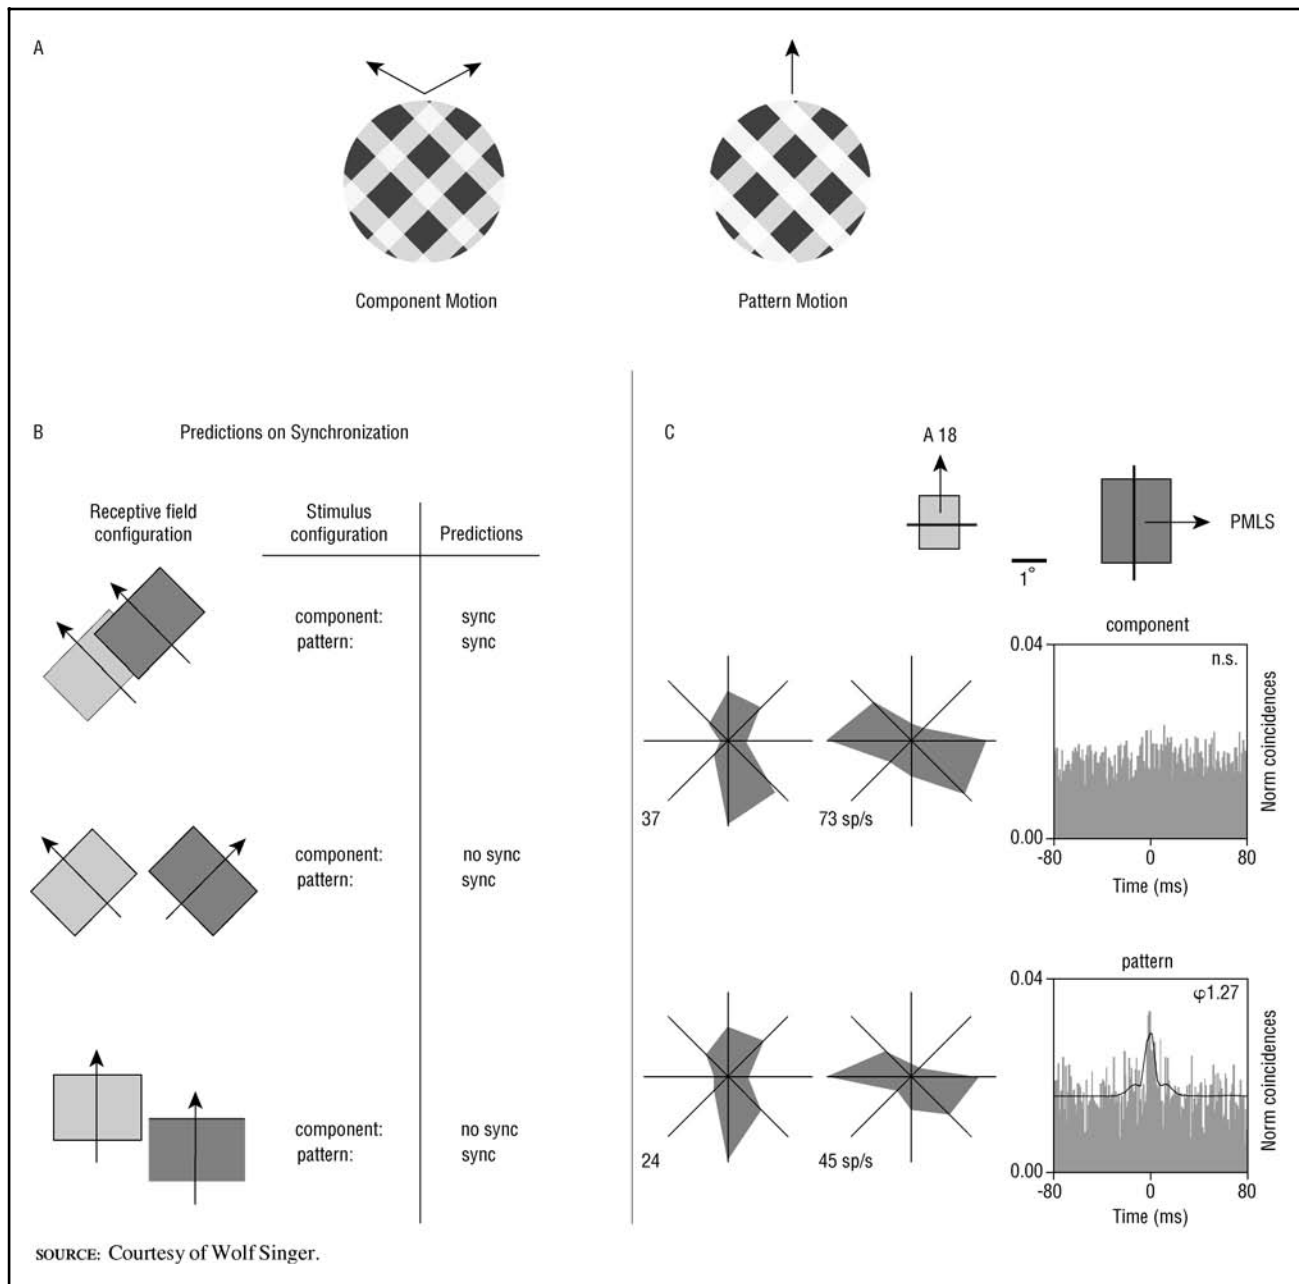 A
Component Motion
Pattern Motion
B
Predictions on Synchronization
Receptive field
configuration
Stimulus
configuration
Predictions
component: sync
pattern: sync
component: no sync
pattern: sync
component: no sync
pattern: sync
C
A 18
PMLS
1°
37
73 sp/s
component
0.04
n.s.
Norm coincidences
0.00
-80 0 80
Time (ms)
24
45 sp/s
pattern
0.04
φ1.27
Norm coincidences
0.00
-80 0 80
Time (ms)
SOURCE: Courtesy of Wolf Singer.